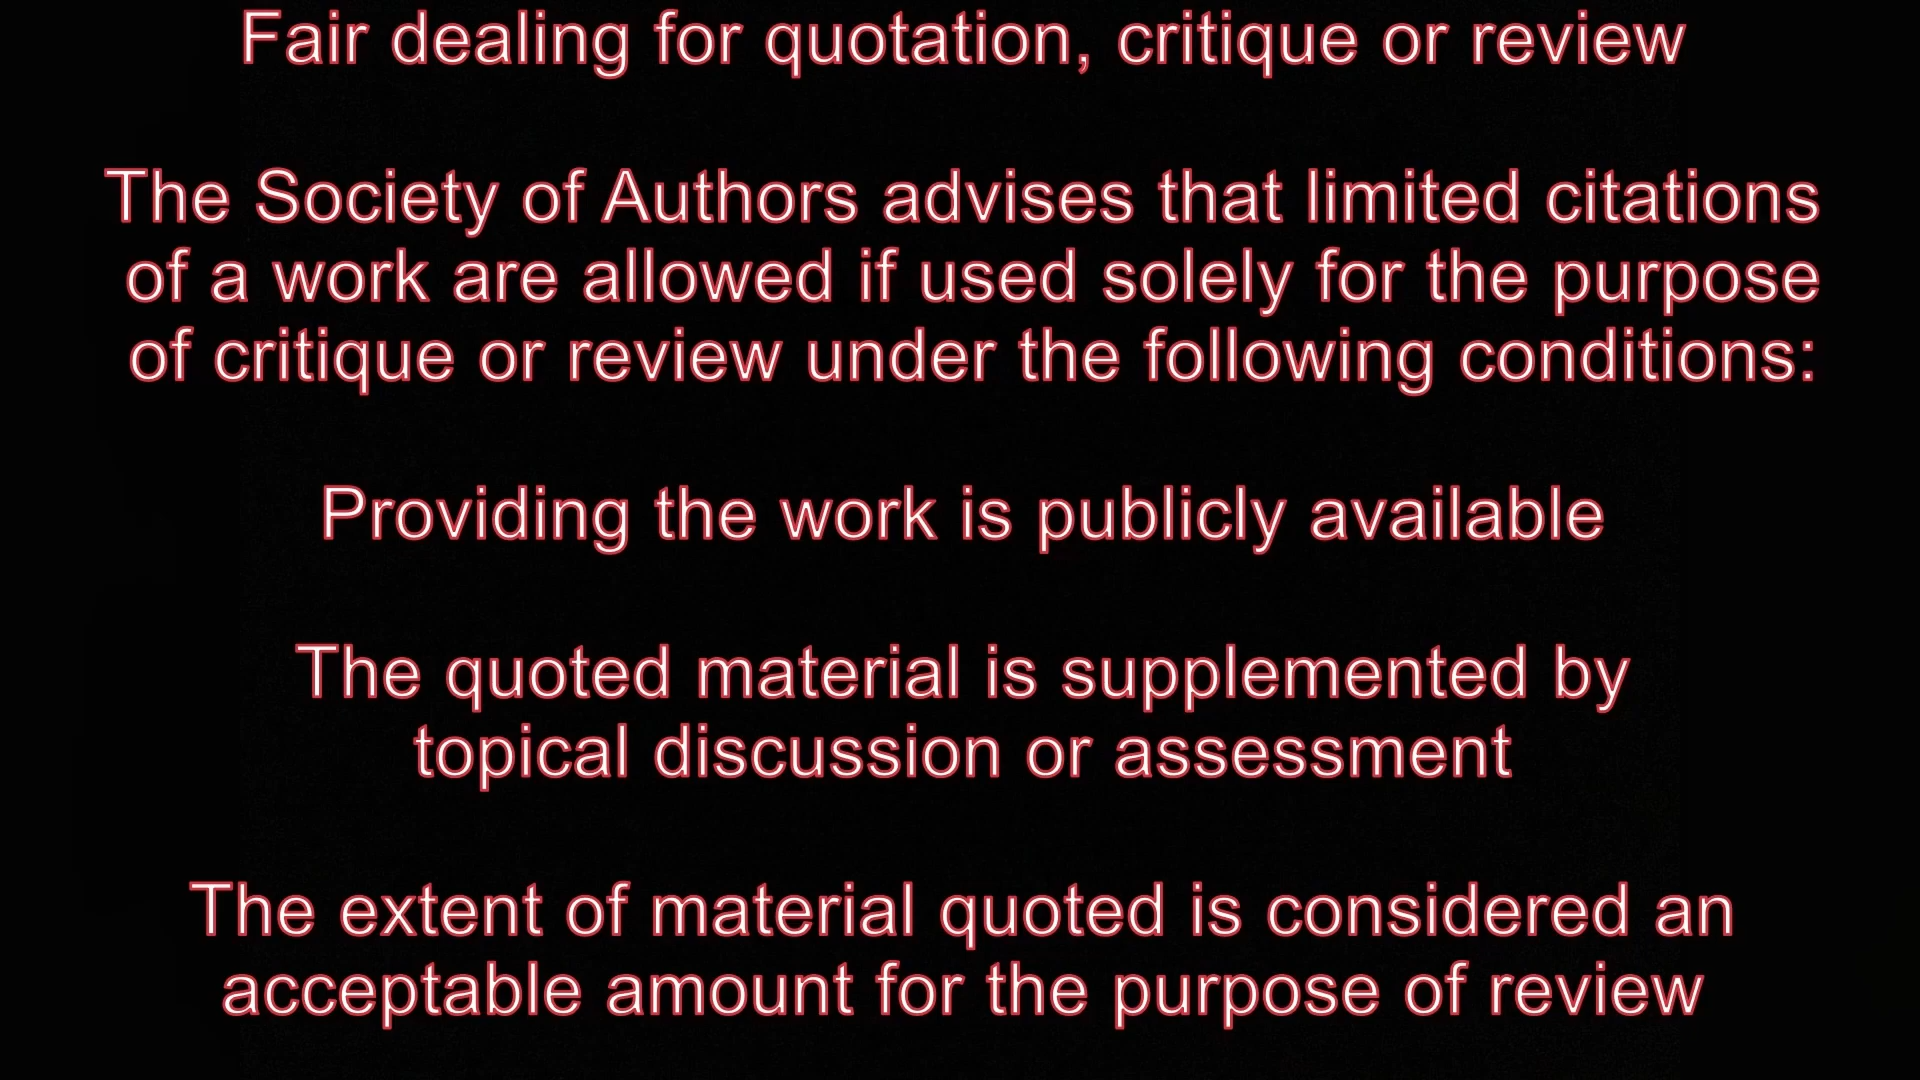 Fair dealing for quotation, critique or review
The Society of Authors advises that limited citations
of a work are allowed if used solely for the purpose
of critique or review under the following conditions:
Providing the work is publicly available
The quoted material is supplemented by
topical discussion or assessment
The extent of material quoted is considered an
acceptable amount for the purpose of review